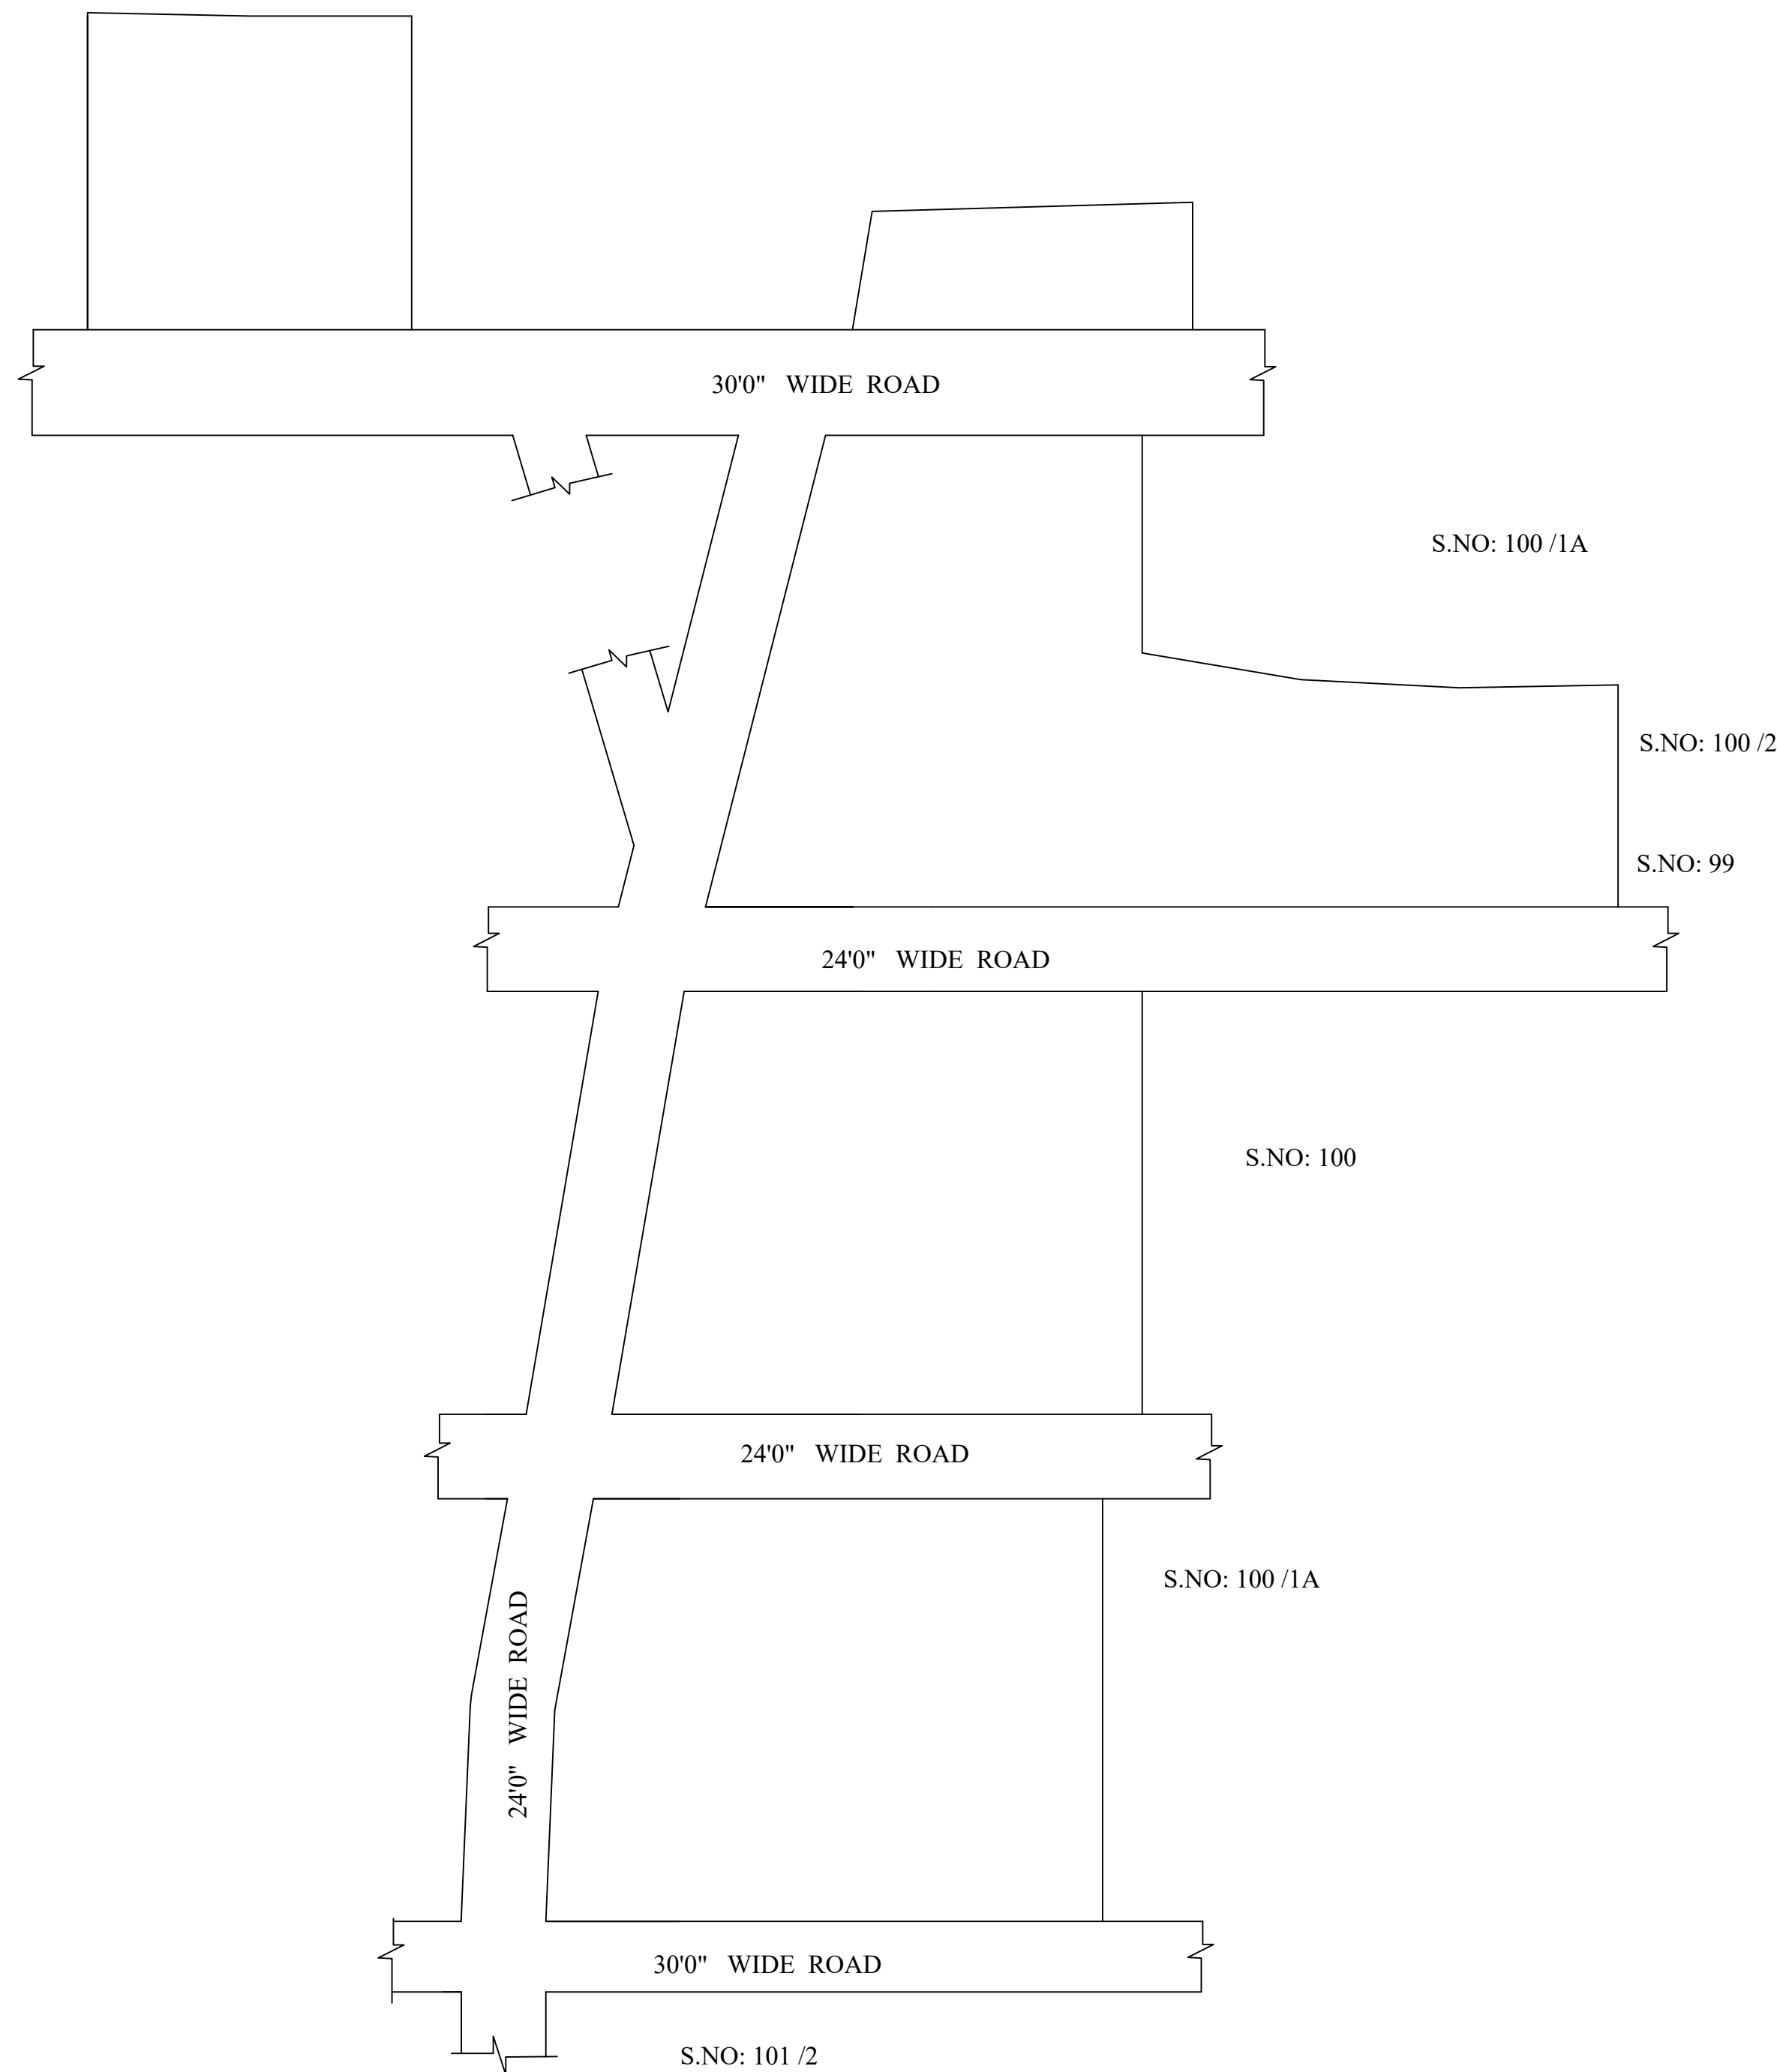 30'0" WIDE ROAD
S.NO: 100 /1A
S.NO: 100 /2
S.NO: 99
24'0" WIDE ROAD
S.NO: 100
24'0" WIDE ROAD
S.NO: 100 /1A
24'0" WIDE ROAD
30'0" WIDE ROAD
S.NO: 101 /2